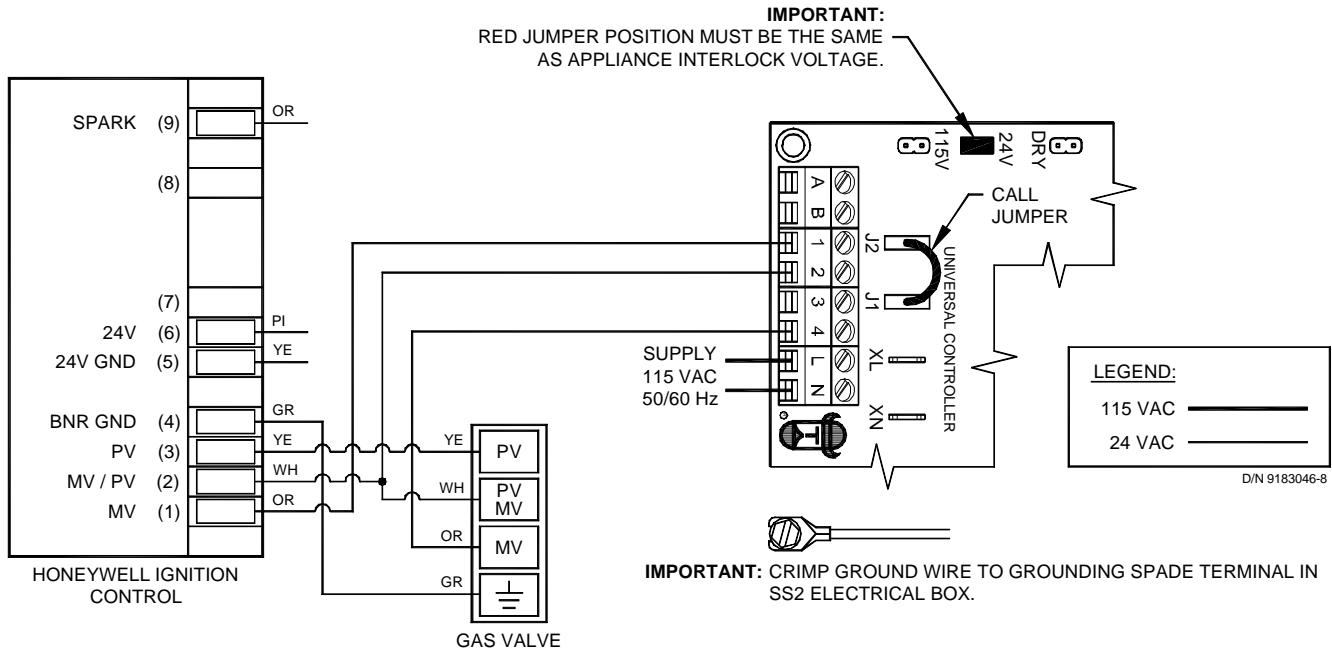 IMPORTANT:
RED JUMPER POSITION MUST BE THE SAME
AS APPLIANCE INTERLOCK VOLTAGE.
SPARK (9) OR
(8)
(7)
24V (6) PI
24V GND (5) YE
BNR GND (4) GR
PV (3) YE
MV / PV (2) WH
MV (1) OR
HONEYWELL IGNITION
CONTROL
YE PV
WH PV
MV
OR MV
GR
GAS VALVE
115V
24V
DRY
CALL
JUMPER
A
B
1
2
3
4
L
N
J2
J1
XL
XN
UNIVERSAL CONTROLLER
SUPPLY
115 VAC
50/60 Hz
LEGEND:
115 VAC
24 VAC
D/N 9183046-8
IMPORTANT: CRIMP GROUND WIRE TO GROUNDING SPADE TERMINAL IN
SS2 ELECTRICAL BOX.